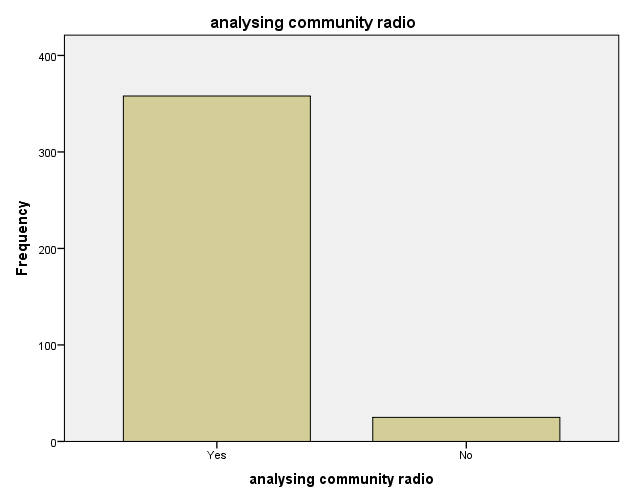 analysing community radio
400
300
200
100
0
Frequency
Yes No
analysing community radio